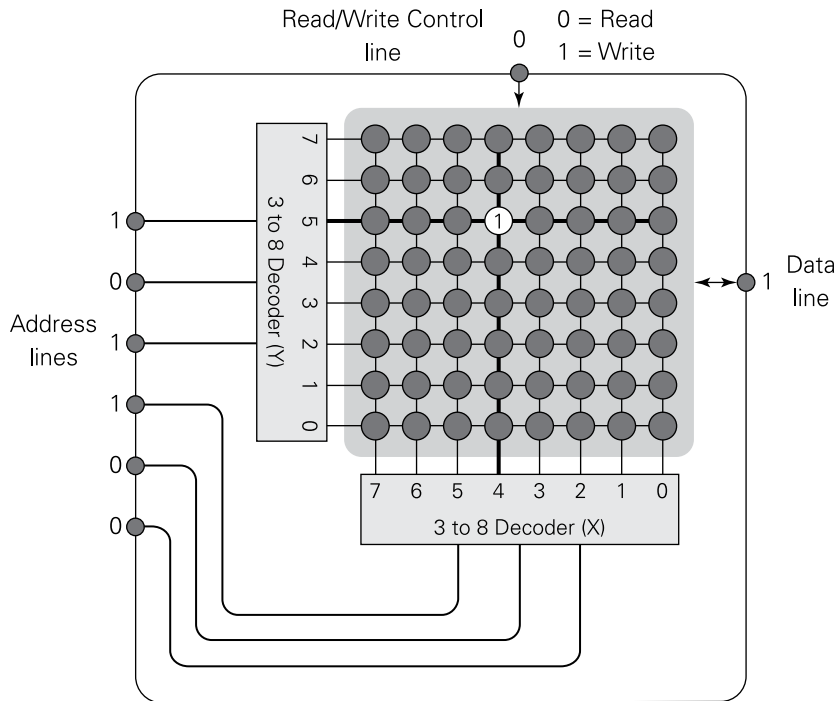 Read/Write Control
line
0
0 = Read
1 = Write
7
6
5
4
3
2
1
0
3 to 8 Decoder (Y)
1
1
0
1
1
0
0
Address
lines
1
Data
line
7 6 5 4 3 2 1 0
3 to 8 Decoder (X)